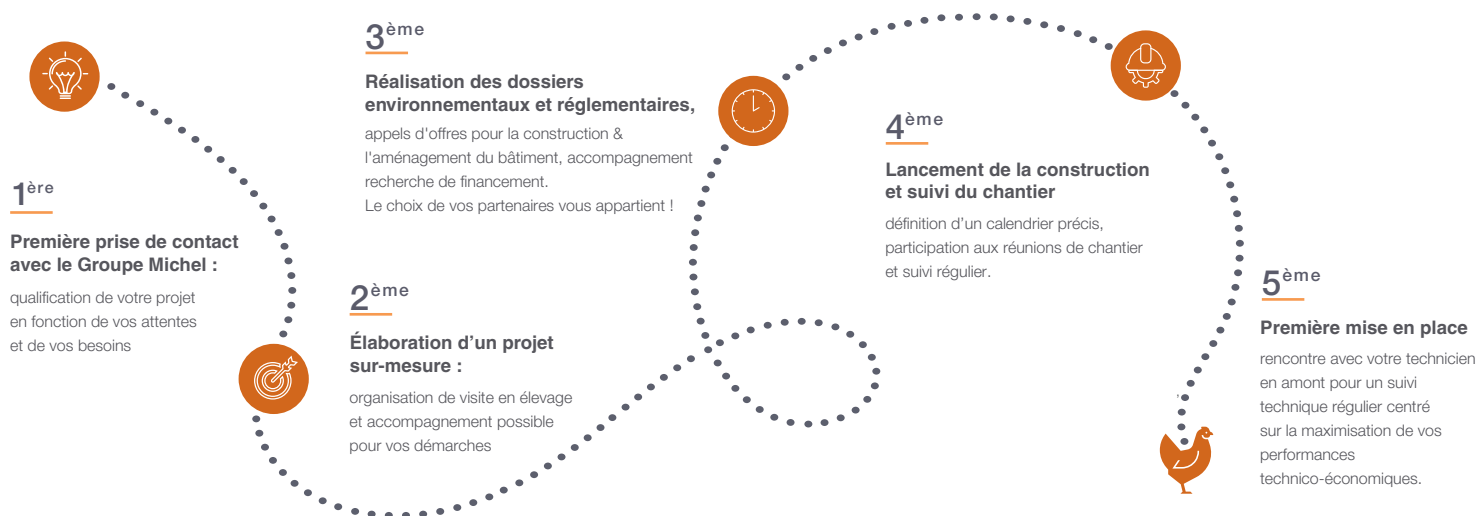 1ère
Première prise de contact
avec le Groupe Michel :
qualification de votre projet
en fonction de vos attentes
et de vos besoins
2ème
Élaboration d'un projet
sur-mesure :
organisation de visite en élevage
et accompagnement possible
pour vos démarches
3ème
Réalisation des dossiers
environnementaux et réglementaires,
appels d'offres pour la construction &
l'aménagement du bâtiment, accompagnement
recherche de financement.
Le choix de vos partenaires vous appartient !
4ème
Lancement de la construction
et suivi du chantier
définition d'un calendrier précis,
participation aux réunions de chantier
et suivi régulier.
5ème
Première mise en place
rencontre avec votre technicien
en amont pour un suivi
technique régulier centré
sur la maximisation de vos
performances
technico-économiques.